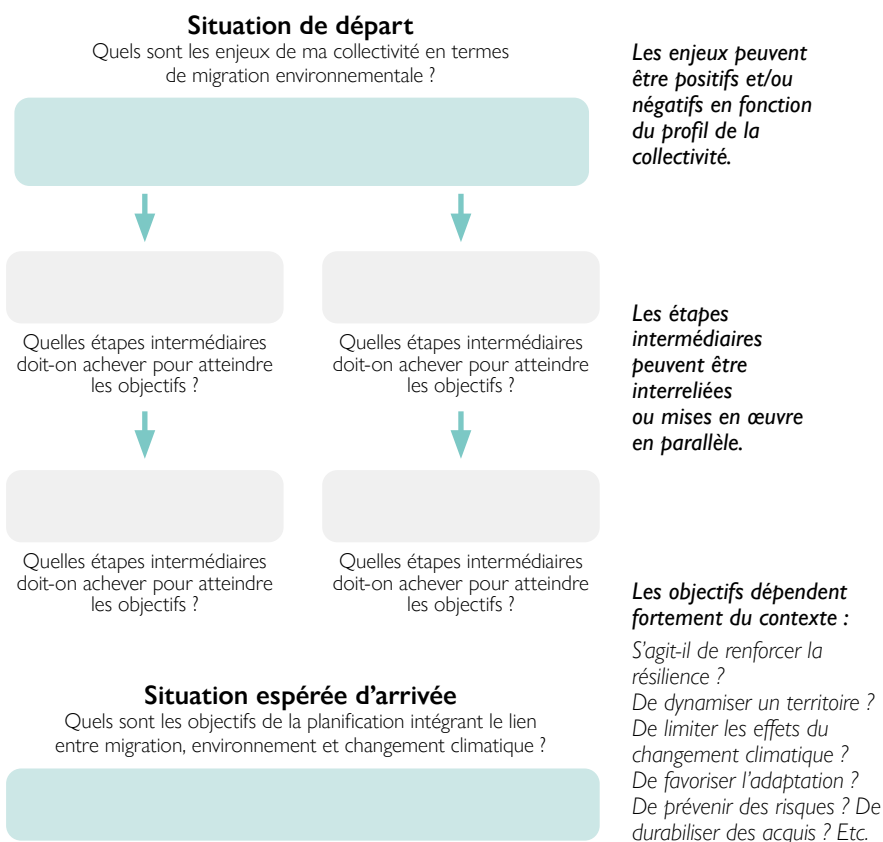 Situation de départ
Quels sont les enjeux de ma collectivité en termes
de migration environnementale ?
Les enjeux peuvent
être positifs et/ou
négatifs en fonction
du profil de la
collectivité.
Quelles étapes intermédiaires
doit-on achever pour atteindre
les objectifs ?
Quelles étapes intermédiaires
doit-on achever pour atteindre
les objectifs ?
Les étapes
intermédiaires
peuvent être
interreliées
ou mises en œuvre
en parallèle.
Quelles étapes intermédiaires
doit-on achever pour atteindre
les objectifs ?
Quelles étapes intermédiaires
doit-on achever pour atteindre
les objectifs ?
Situation espérée d’arrivée
Quels sont les objectifs de la planification intégrant le lien
entre migration, environnement et changement climatique ?
Les objectifs dépendent
fortement du contexte :
S’agit-il de renforcer la
résilience ?
De dynamiser un territoire ?
De limiter les effets du
changement climatique ?
De favoriser l’adaptation ?
De prévenir des risques ? De
durabiliser des acquis ? Etc.